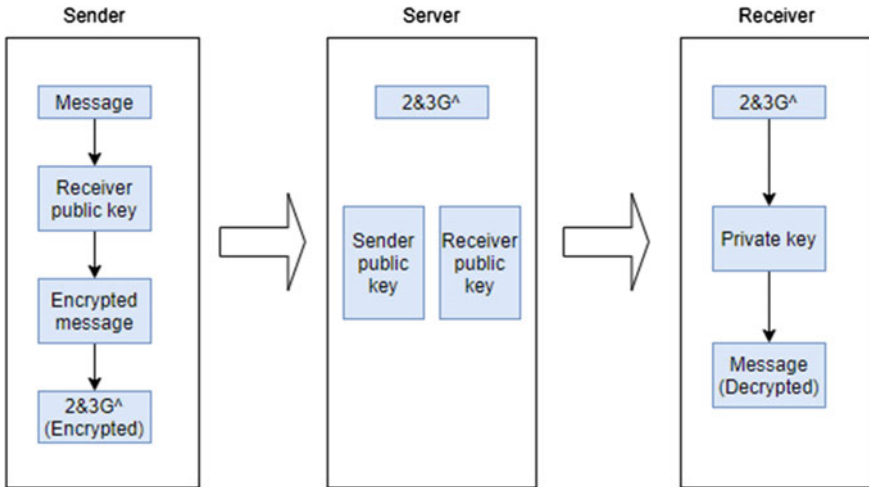 Sender
Message
Receiver
public key
Encrypted
message
2&3G^
(Encrypted)
Server
2&3G^
Sender
public
key
Receiver
public
key
Receiver
2&3G^
Private key
Message
(Decrypted)